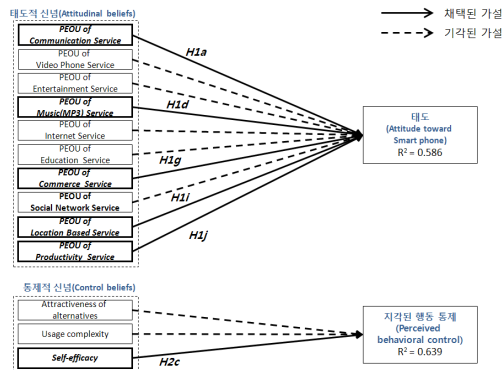 태도적 신념(Attitudinal beliefs)
채택된 가설
기각된 가설
PEOU of
Communication Service
PEOU of
Video Phone Service
PEOU of
Entertainment Service
PEOU of
Music(MP3) Service
PEOU of
Internet Service
PEOU of
Education Service
PEOU of
Commerce Service
PEOU of
Social Network Service
PEOU of
Location Based Service
PEOU of
Productivity Service
H1a
H1d
H1g
H1i
H1j
태도
(Attitude toward
Smart phone)
R² = 0.586
통제적 신념(Control beliefs)
Attractiveness of
alternatives
Usage complexity
Self-efficacy
H2c
지각된 행동 통제
(Perceived
behavioral control)
R² = 0.639